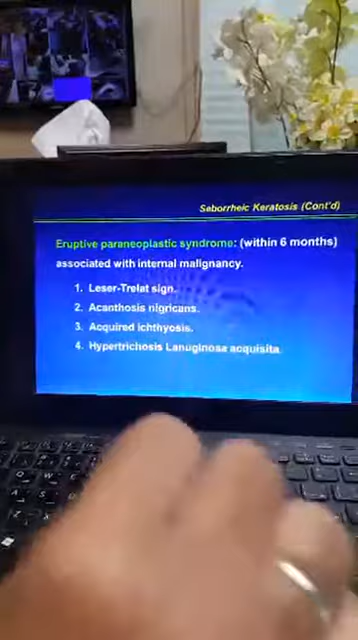 Seborrheic Keratosis (Cont'd)
Eruptive paraneoplastic syndrome: (within 6 months)
associated with internal malignancy.
1. Leser-Trelat sign.
2. Acanthosis nigricans.
3. Acquired ichthyosis.
4. Hypertrichosis Lanuginosa acquisita.